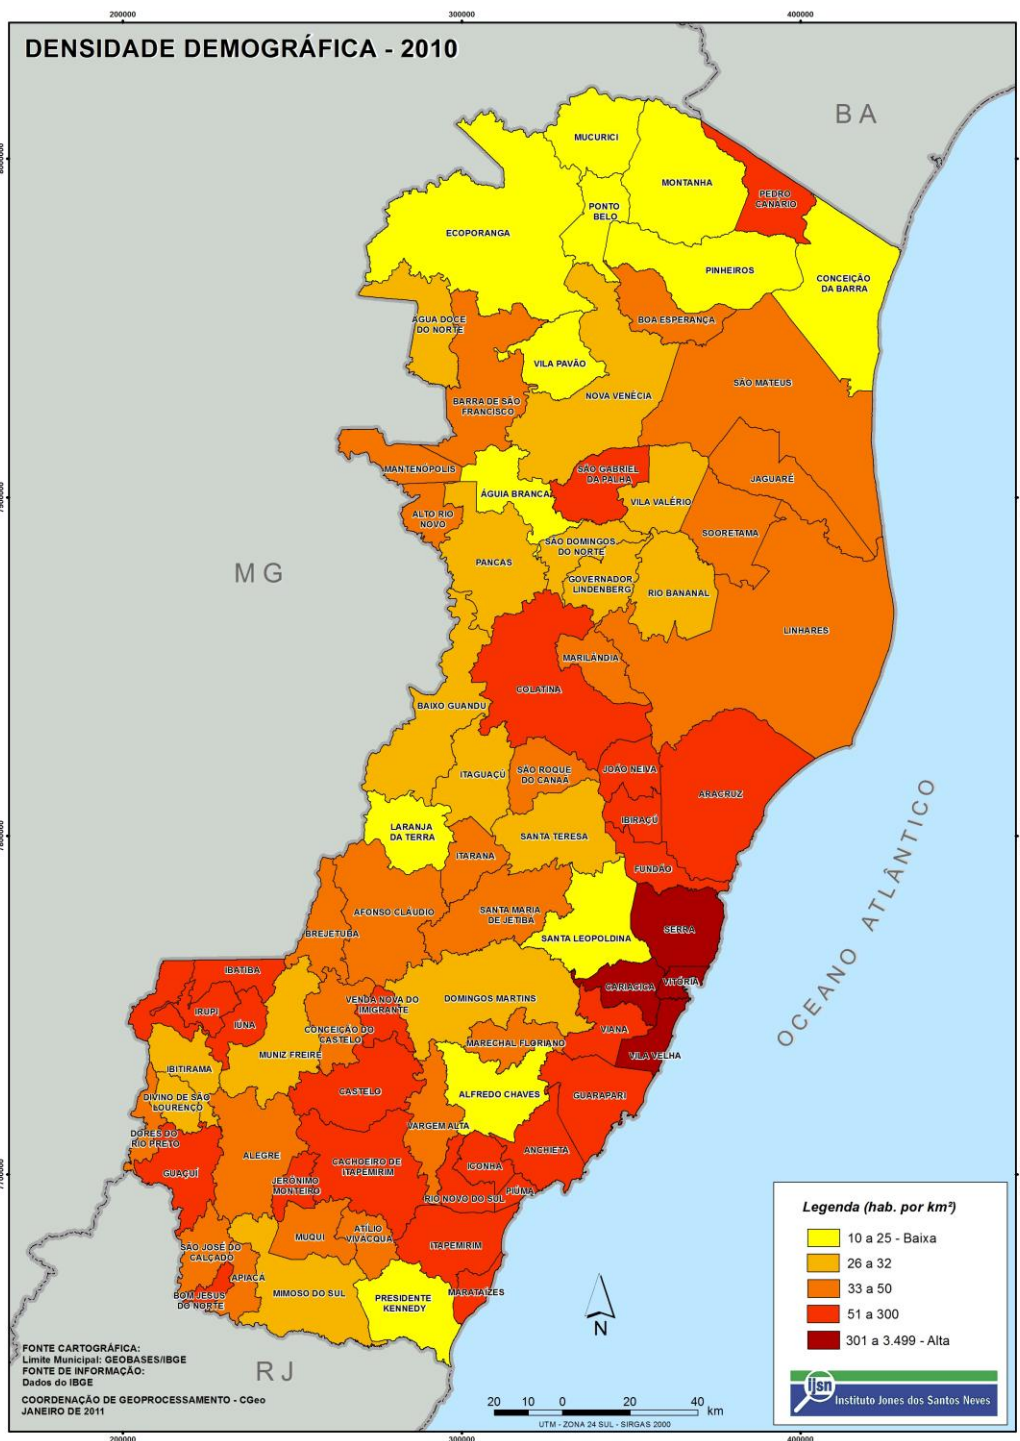 200000
300000
400000
DENSIDADE DEMOGRÁFICA - 2010
BA
8000000
MUCURICI
MONTANHA
PEDRO
CANÁRIO
PONTO
BELO
ECOPORANGA
PINHEIROS
CONCEIÇÃO
DA BARRA
ÁGUA DOCE
DO NORTE
BOA ESPERANÇA
VILA PAVÃO
SÃO MATEUS
NOVA VENÉCIA
BARRA DE SÃO
FRANCISCO
MANTENÓPOLIS
SÃO GABRIEL
DA PALHA
JAGUARÉ
7900000
ÁGUIA BRANCA
VILA VALÉRIO
ALTO RIO
NOVO
SOORETAMA
SÃO DOMINGOS
DO NORTE
PANCAS
MG
GOVERNADOR
LINDENBERG
RIO BANANAL
LINHARES
MARILÂNDIA
COLATINA
BAIXO GUANDU
ITAGUAÇÚ
SÃO ROQUE
DO CANAÃ
JOÃO NEIVA
ARACRUZ
IBIRAÇÚ
7800000
LARANJA
DA TERRA
SANTA TERESA
ITARANA
FUNDÃO
OCEANO ATLÂNTICO
AFONSO CLÁUDIO
SANTA MARIA
DE JETIBA
BREJETUBA
SANTA LEOPOLDINA
SERRA
IBATIBA
CARIACICA
VITÓRIA
VENDA NOVA DO
IMIGRANTE
DOMINGOS MARTINS
IRUPI
IÚNA
CONCEIÇÃO DO
CASTELO
VIANA
MARECHAL FLORIANO
MUNIZ FREIRE
VILA VELHA
IBITIRAMA
CASTELO
ALFREDO CHAVES
GUARAPARI
DIVINO DE SÃO
LOURENÇO
VARGEM ALTA
DORES DO
RIO PRETO
ANCHIETA
ALEGRE
CACHOEIRO DE
ITAPEMIRIM
ICONHA
GUAÇUÍ
7700000
JERÔNIMO
MONTEIRO
RIO NOVO DO SUL
PIÚMA
ATÍLIO
VIVACQUA
MUQUI
ITAPEMIRIM
SÃO JOSÉ DO
CALÇADO
APIACÁ
MIMOSO DO SUL
PRESIDENTE
KENNEDY
MARATAÍZES
BOM JESUS
DO NORTE
N
Legenda (hab. por km²)
10 a 25 - Baixa
26 a 32
33 a 50
51 a 300
301 a 3.499 - Alta
ijsn
Instituto Jones dos Santos Neves
FONTE CARTOGRÁFICA:
Limite Municipal: GEOBASES/IBGE
FONTE DE INFORMAÇÃO:
Dados do IBGE
COORDENAÇÃO DE GEOPROCESSAMENTO - CGeo
JANEIRO DE 2011
RJ
20 10 0 20 40 km
UTM - ZONA 24 SUL - SIRGAS 2000
200000
300000
400000